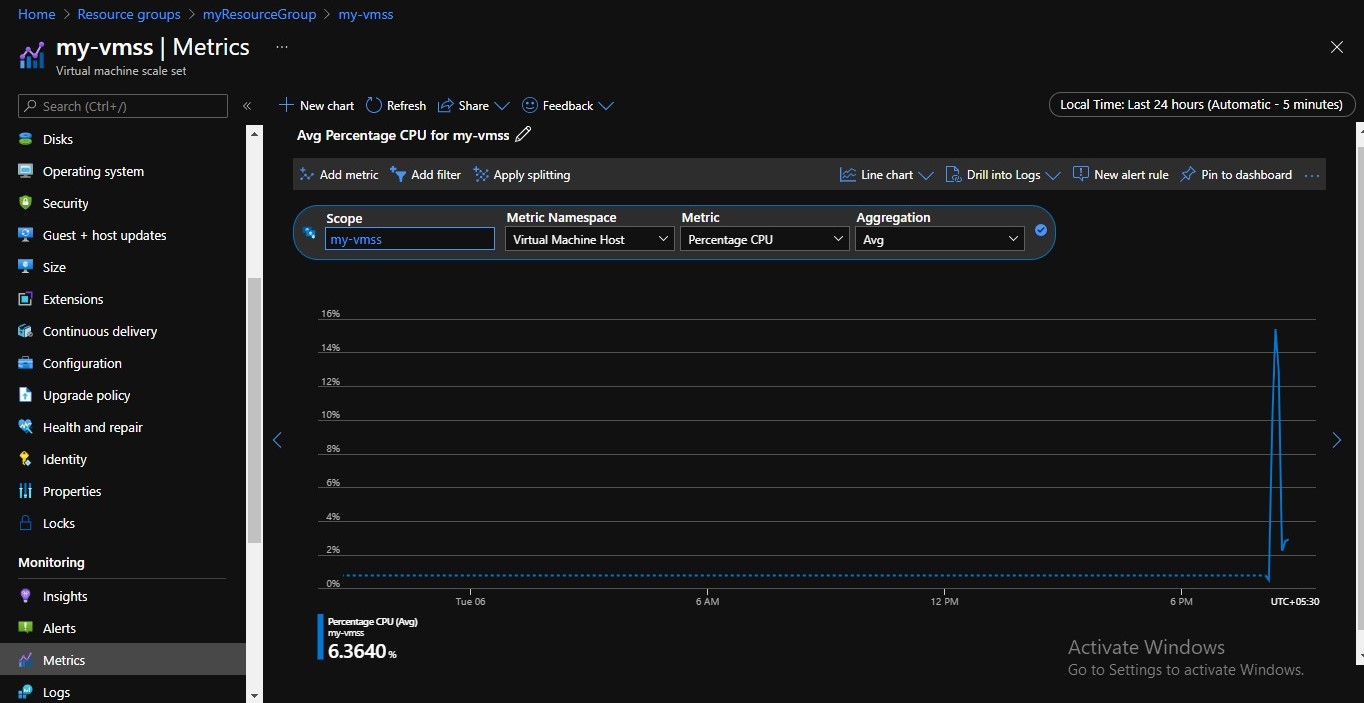 Home > Resource groups > myResourceGroup > my-vmss
my-vmss | Metrics ...
Virtual machine scale set
Search (Ctrl+/) «
New chart Refresh Share Feedback
Local Time: Last 24 hours (Automatic - 5 minutes)
Disks
Operating system
Security
Guest + host updates
Size
Extensions
Continuous delivery
Configuration
Upgrade policy
Health and repair
Identity
Properties
Locks
Monitoring
Insights
Alerts
Metrics
Logs
Avg Percentage CPU for my-vmss
Add metric Add filter Apply splitting Line chart Drill into Logs New alert rule Pin to dashboard ...
Scope Metric Namespace Metric Aggregation
my-vmss Virtual Machine Host Percentage CPU Avg
16%
14%
12%
10%
8%
6%
4%
2%
0%
Tue 06 6 AM 12 PM 6 PM UTC+05:30
Percentage CPU (Avg)
my-vmss
6.3640 %
Activate Windows
Go to Settings to activate Windows.